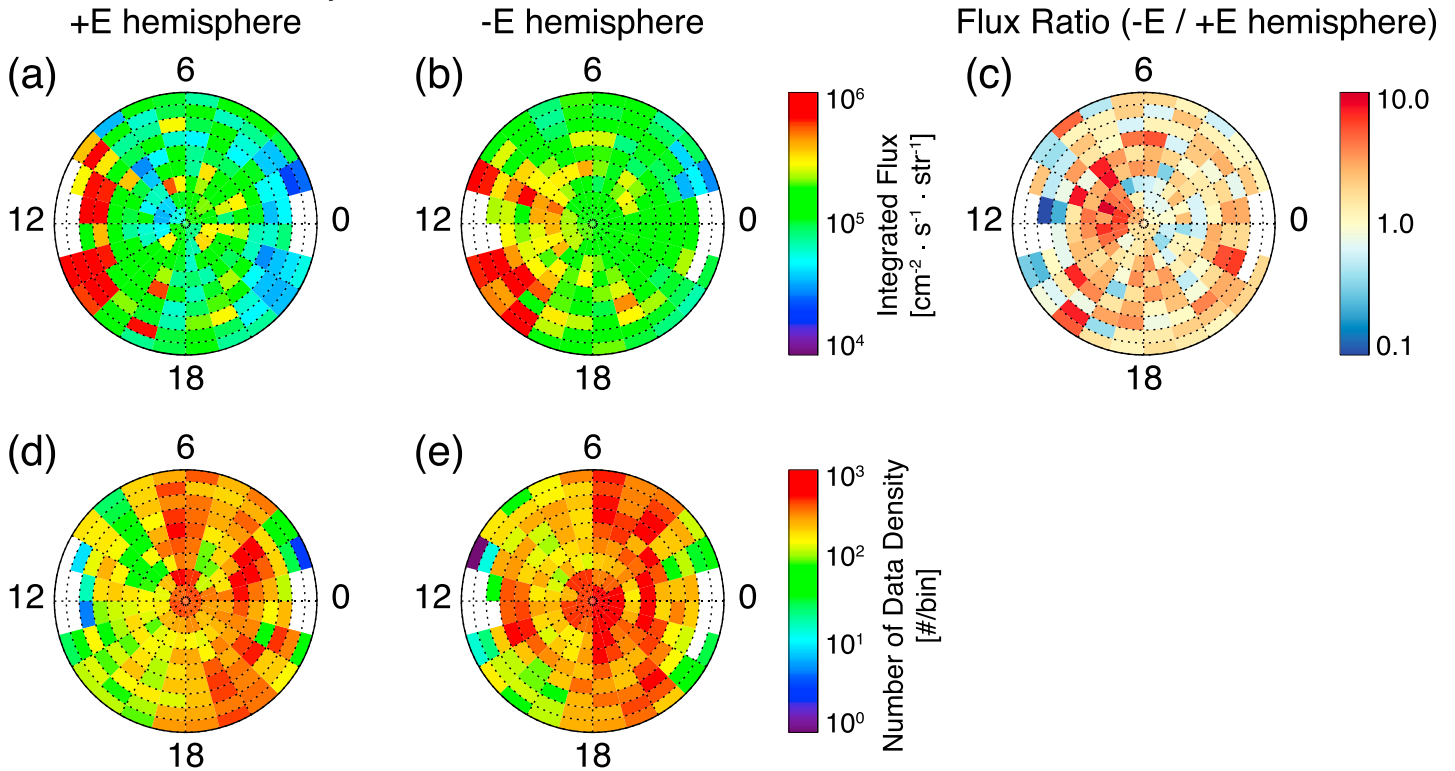 +E hemisphere
-E hemisphere
Flux Ratio (-E / +E hemisphere)
(a)
6
12
0
18
(b)
6
12
0
18
10⁶
10⁵
10⁴
Integrated Flux
[cm⁻² · s⁻¹ · str⁻¹]
(c)
6
12
0
18
10.0
1.0
0.1
(d)
6
12
0
18
(e)
6
12
0
18
10³
10²
10¹
10⁰
Number of Data Density
[#/bin]